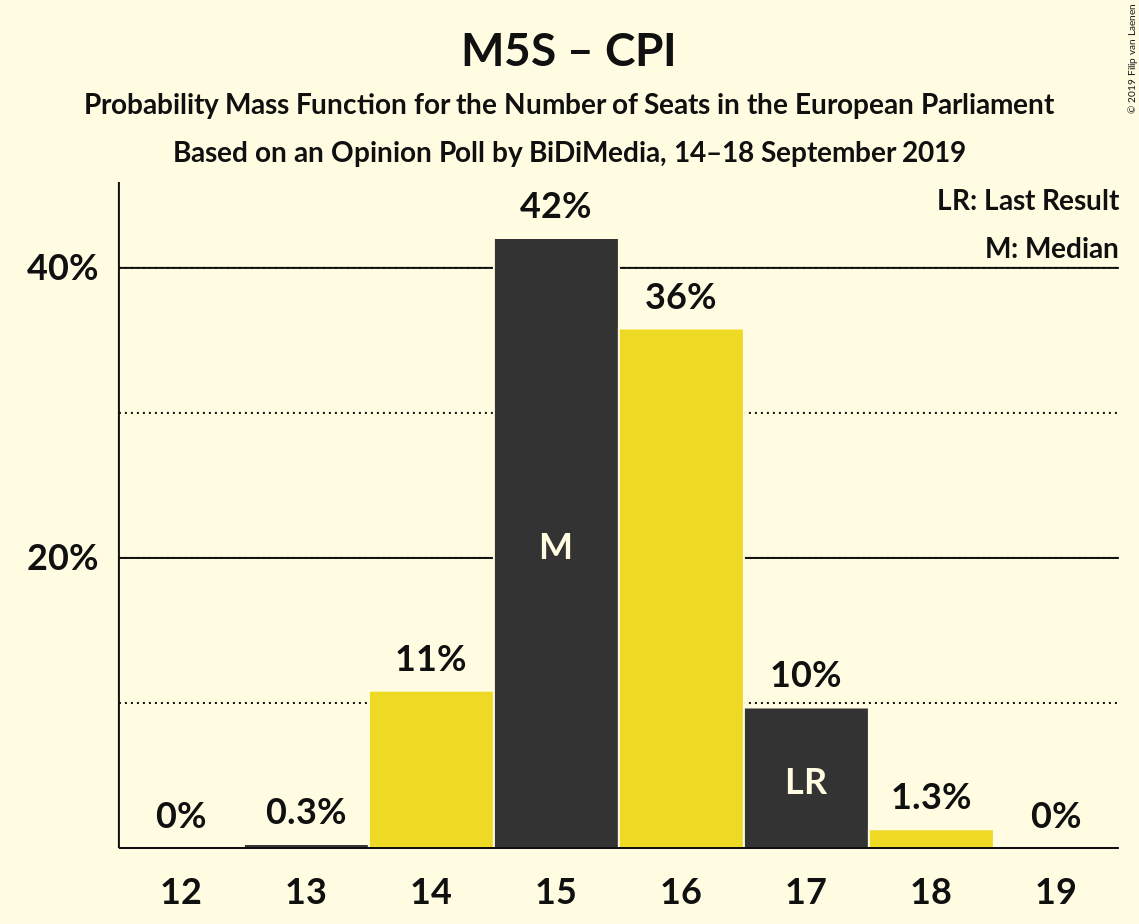 M5S – CPI
Probability Mass Function for the Number of Seats in the European Parliament
Based on an Opinion Poll by BiDiMedia, 14–18 September 2019
© 2019 Filip van Laenen
LR: Last Result
M: Median
40%
20%
0%
0.3%
11%
42%
36%
10%
1.3%
0%
M
LR
12 13 14 15 16 17 18 19